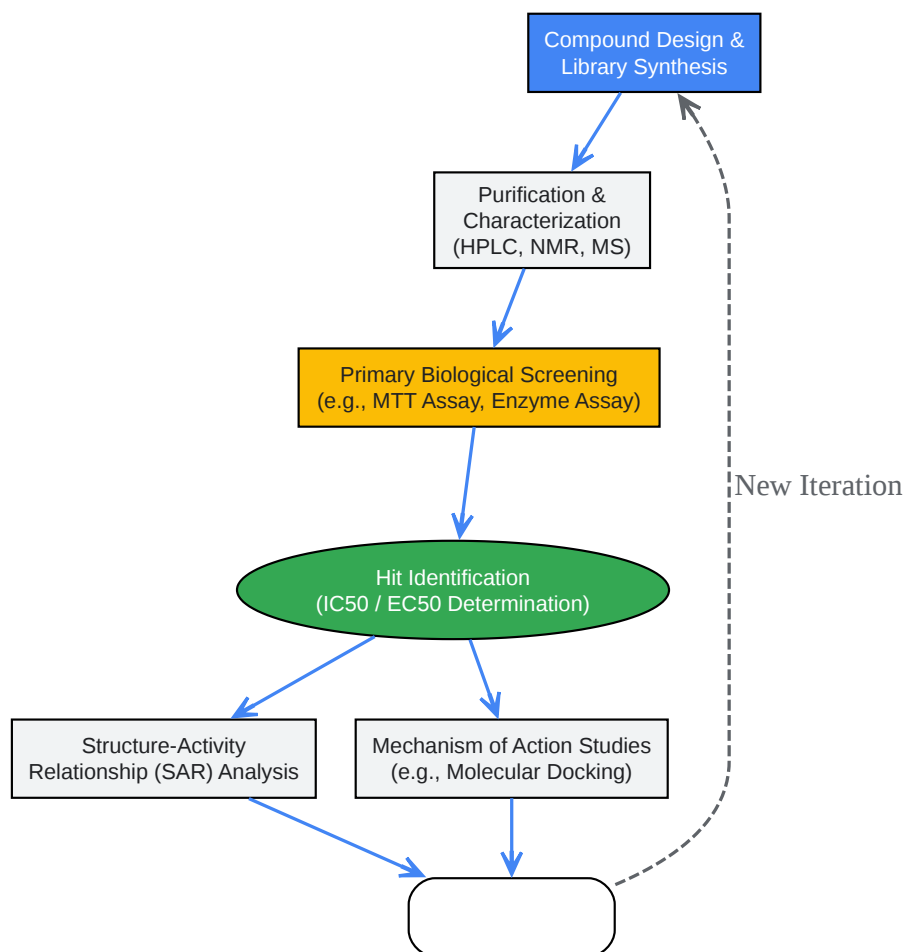 Compound Design &
Library Synthesis
Purification &
Characterization
(HPLC, NMR, MS)
Primary Biological Screening
(e.g., MTT Assay, Enzyme Assay)
New Iteration
Hit Identification
(IC50 / EC50 Determination)
Structure-Activity
Relationship (SAR) Analysis
Mechanism of Action Studies
(e.g., Molecular Docking)